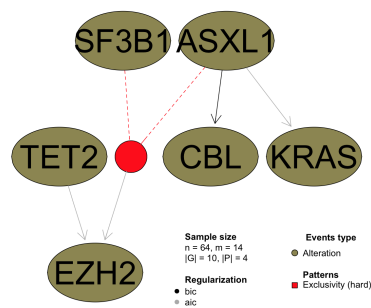 SF3B1 ASXL1
TET2 CBL KRAS
EZH2
Sample size
n = 64, m = 14
|G| = 10, |P| = 4
Regularization
bic
aic
Events type
Alteration
Patterns
Exclusivity (hard)